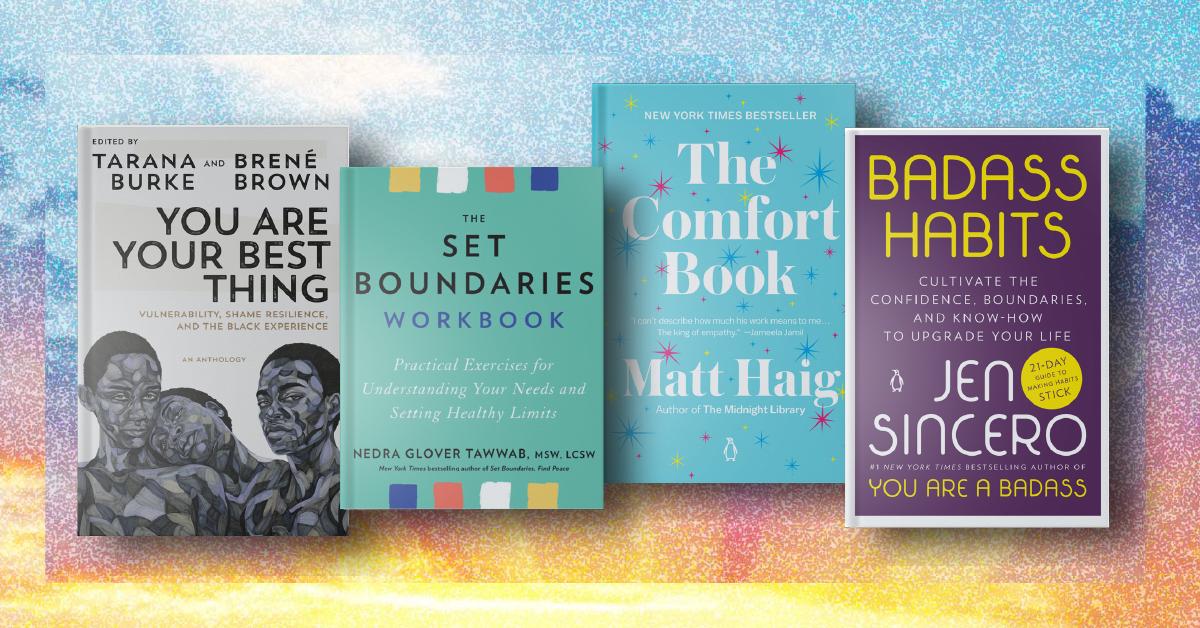 EDITED BY
TARANA AND BRENÉ
BURKE BROWN
YOU ARE
YOUR BEST
THING
VULNERABILITY, SHAME RESILIENCE,
AND THE BLACK EXPERIENCE
AN ANTHOLOGY
THE
SET
BOUNDARIES
WORKBOOK
Practical Exercises for
Understanding Your Needs and
Setting Healthy Limits
NEDRA GLOVER TAWWAB, MSW, LCSW
New York Times bestselling author of Set Boundaries, Find Peace
NEW YORK TIMES BESTSELLER
The
Comfort
Book
"I can't describe how much his work means to me...
The king of empathy." —Jameela Jamil
Matt Haig
Author of The Midnight Library
BADASS
HABITS
CULTIVATE THE
CONFIDENCE, BOUNDARIES,
AND KNOW-HOW
TO UPGRADE YOUR LIFE
JEN
SINCERO
21-DAY
GUIDE TO
MAKING HABITS
STICK
#1 NEW YORK TIMES BESTSELLING AUTHOR OF
YOU ARE A BADASS